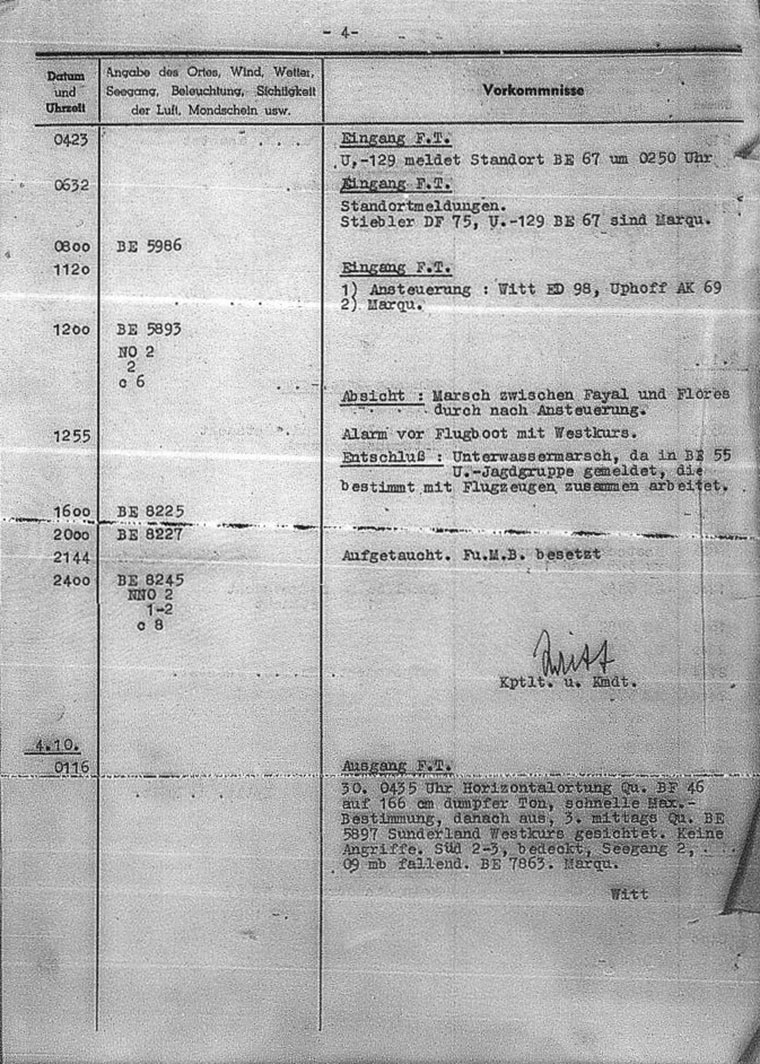 - 4-
Datum
und
Uhrzeit
Angabe des Ortes, Wind, Wetter,
Seegang, Beleuchtung, Sichtigkeit
der Luft, Mondschein usw.
Vorkommnisse
0423
Eingang F.T.
U.-129 meldet Standort BE 67 um 0250 Uhr
0632
Eingang F.T.
Standortmeldungen.
Stiebler DF 75, U.-129 BE 67 sind Marqu.
0800 BE 5986
1120
Eingang F.T.
1) Ansteuerung : Witt ED 98, Uphoff AK 69
2) Marqu.
1200 BE 5893
NO 2
2
c 6
Absicht : Marsch zwischen Fayal und Flores
durch nach Ansteuerung.
1255
Alarm vor Flugboot mit Westkurs.
Entschluß : Unterwassermarsch, da in BE 55
U.-Jagdgruppe gemeldet, die
bestimmt mit Flugzeugen zusammen arbeitet.
1600 BE 8225
2000 BE 8227
2144 Aufgetaucht. Fu.M.B. besetzt
2400 BE 8245
NNO 2
1-2
c 8
Witt
Kptlt. u. Kmdt.
4.10.
0116
Ausgang F.T.
30. 0435 Uhr Horizontalortung Qu. BF 46
auf 166 cm dumpfer Ton, schnelle Max.-
Bestimmung, danach aus, 3. mittags Qu. BE
5897 Sunderland Westkurs gesichtet. Keine
Angriffe. Süd 2-3, bedeckt, Seegang 2,
09 mb fallend. BE 7863. Marqu.
Witt